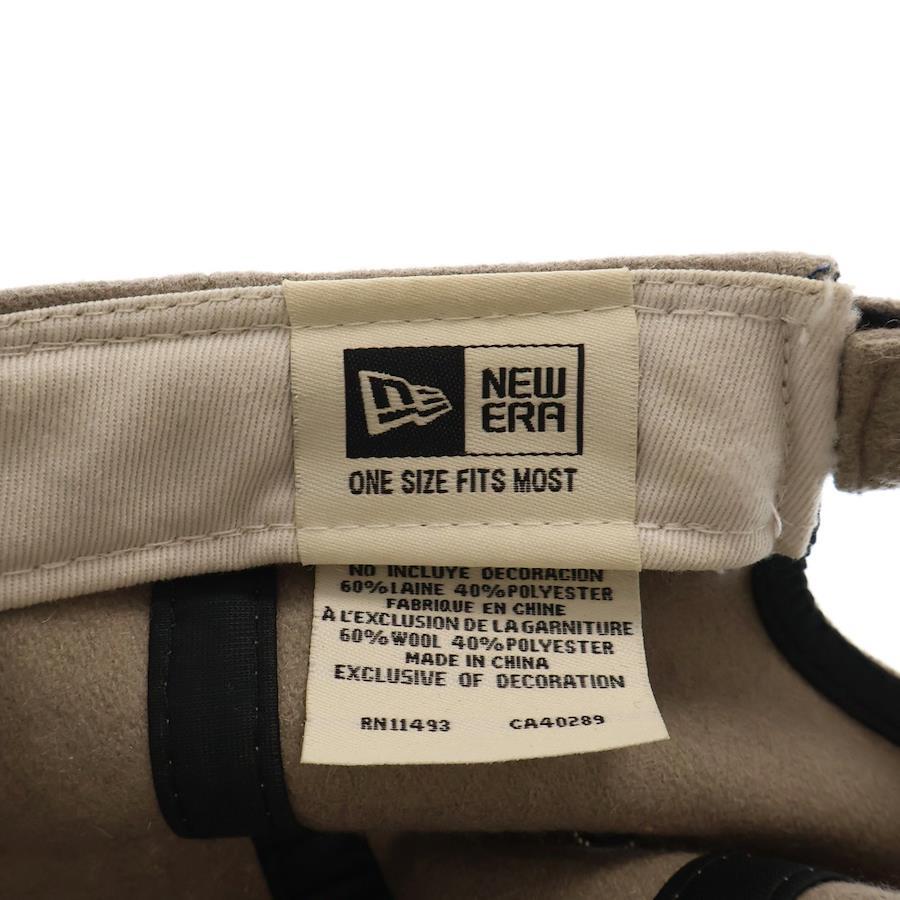 NEW
ERA
ONE SIZE FITS MOST
NO INCLUYE DECORACION
60%LAINE 40%POLYESTER
FABRIQUE EN CHINE
À L'EXCLUSION DE LA GARNITURE
60%WOOL 40%POLYESTER
MADE IN CHINA
EXCLUSIVE OF DECORATION
RN11493 CA40289